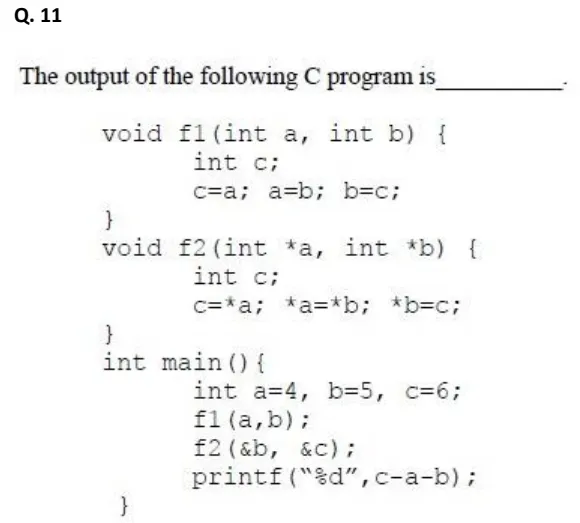 Q. 11
The output of the following C program is__________.
void f1(int a, int b) {
int c;
c=a; a=b; b=c;
}
void f2(int *a, int *b) {
int c;
c=*a; *a=*b; *b=c;
}
int main(){
int a=4, b=5, c=6;
f1(a,b);
f2(&b, &c);
printf(“%d”,c-a-b);
}